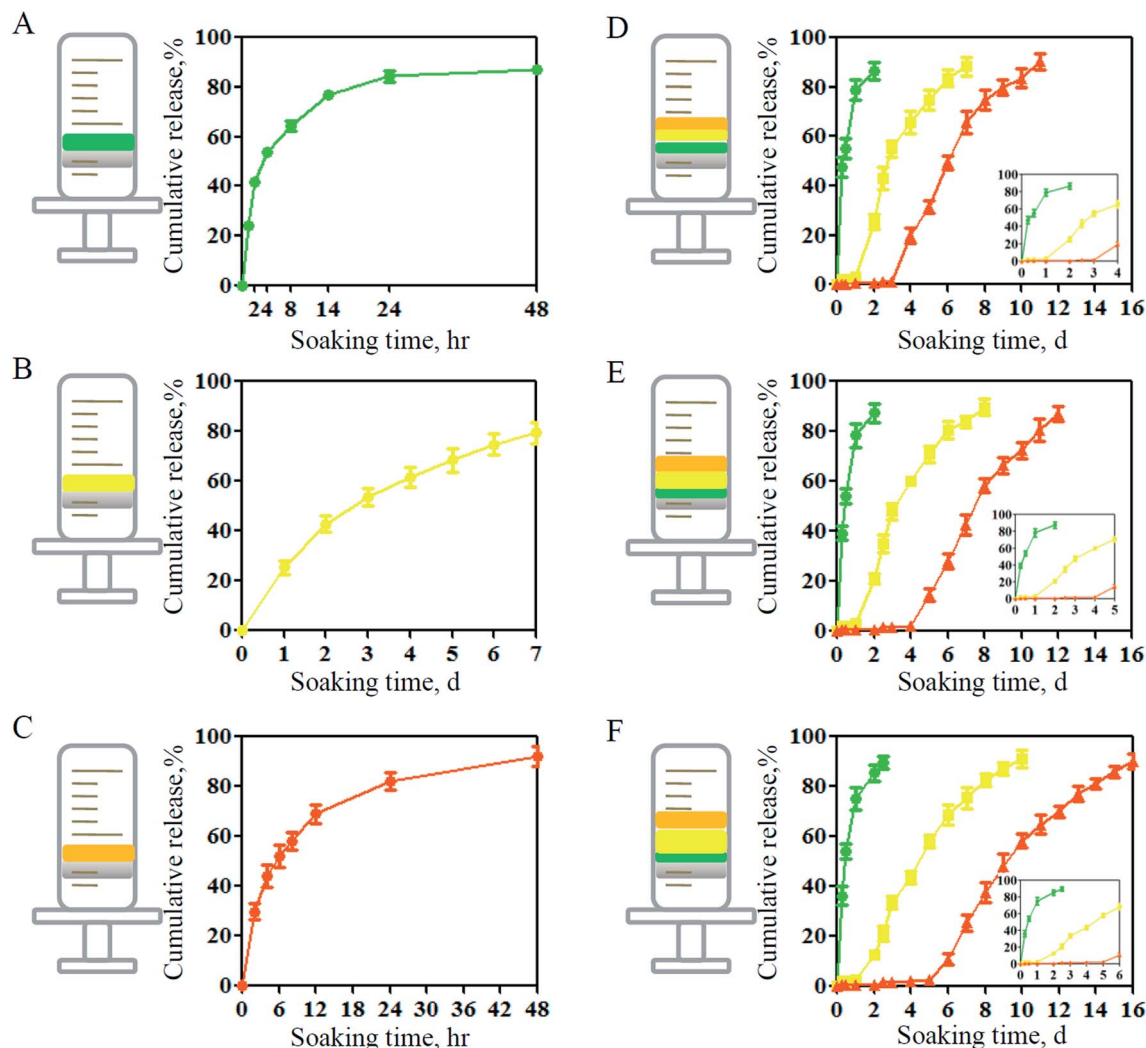 A
Cumulative release,%
100
80
60
40
20
0
2 4 8 14 24 48
Soaking time, hr
B
Cumulative release,%
100
80
60
40
20
0
0 1 2 3 4 5 6 7
Soaking time, d
C
Cumulative release,%
100
80
60
40
20
0
0 6 12 18 24 30 36 42 48
Soaking time, hr
D
Cumulative release,%
100
80
60
40
20
0
0 2 4 6 8 10 12 14 16
Soaking time, d
100
80
60
40
20
0
0 1 2 3 4
E
Cumulative release,%
100
80
60
40
20
0
0 2 4 6 8 10 12 14 16
Soaking time, d
100
80
60
40
20
0
0 1 2 3 4 5
F
Cumulative release,%
100
80
60
40
20
0
0 2 4 6 8 10 12 14 16
Soaking time, d
100
80
60
40
20
0
0 1 2 3 4 5 6